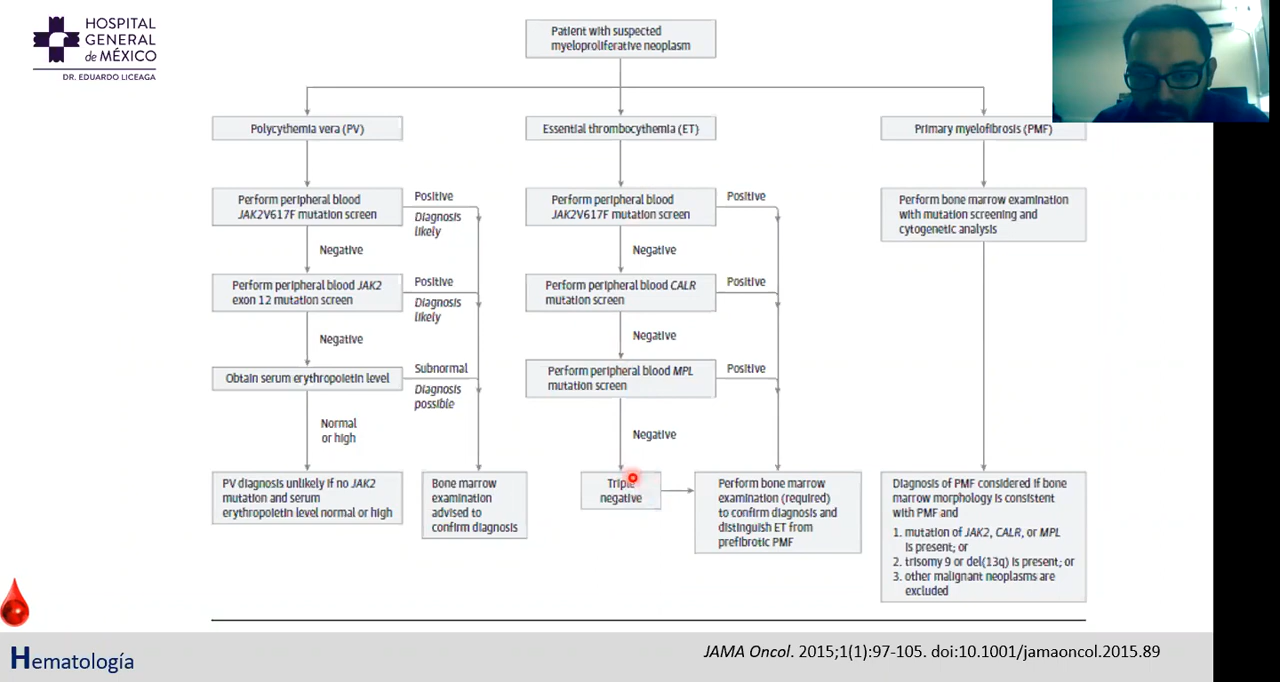 HOSPITAL
GENERAL
de MÉXICO
DR. EDUARDO LICEAGA
Patient with suspected
myeloproliferative neoplasm
Polycythemia vera (PV)
Perform peripheral blood
JAK2V617F mutation screen
Positive
Diagnosis
likely
Negative
Perform peripheral blood JAK2
exon 12 mutation screen
Positive
Diagnosis
likely
Negative
Obtain serum erythropoietin level
Subnormal
Diagnosis
possible
Normal
or high
PV diagnosis unlikely if no JAK2
mutation and serum
erythropoietin level normal or high
Bone marrow
examination
advised to
confirm diagnosis
Essential thrombocythemia (ET)
Perform peripheral blood
JAK2V617F mutation screen
Positive
Negative
Perform peripheral blood CALR
mutation screen
Positive
Negative
Perform peripheral blood MPL
mutation screen
Positive
Negative
Triple
negative
Perform bone marrow
examination (required)
to confirm diagnosis and
distinguish ET from
prefibrotic PMF
Primary myelofibrosis (PMF)
Perform bone marrow examination
with mutation screening and
cytogenetic analysis
Diagnosis of PMF considered if bone
marrow morphology is consistent
with PMF and
1. mutation of JAK2, CALR, or MPL
is present; or
2. trisomy 9 or del(13q) is present; or
3. other malignant neoplasms are
excluded
Hematología
JAMA Oncol. 2015;1(1):97-105. doi:10.1001/jamaoncol.2015.89